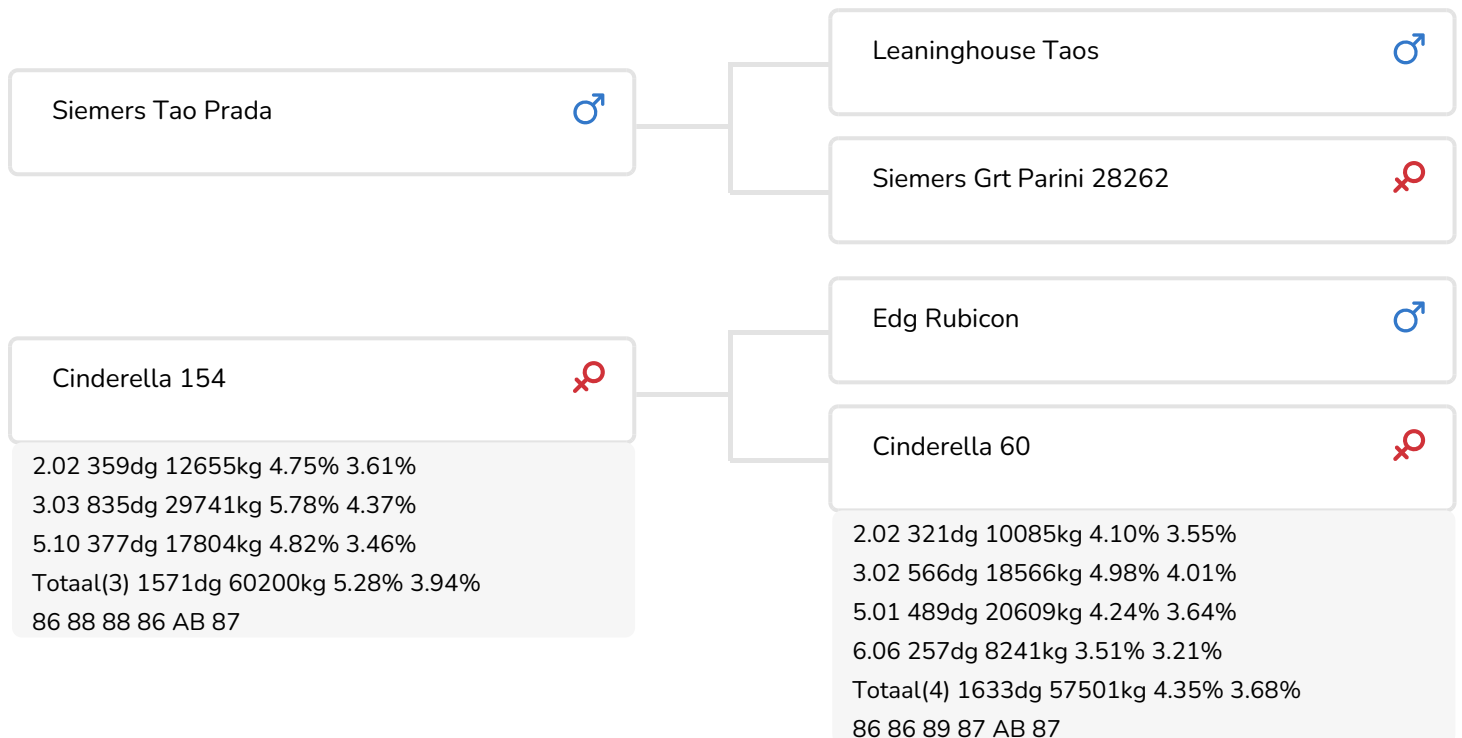 Siemers Tao Prada
Leaninghouse Taos
Siemers Grt Parini 28262
Cinderella 154
2.02 359dg 12655kg 4.75% 3.61%
3.03 835dg 29741kg 5.78% 4.37%
5.10 377dg 17804kg 4.82% 3.46%
Totaal(3) 1571dg 60200kg 5.28% 3.94%
86 88 88 86 AB 87
Edg Rubicon
Cinderella 60
2.02 321dg 10085kg 4.10% 3.55%
3.02 566dg 18566kg 4.98% 4.01%
5.01 489dg 20609kg 4.24% 3.64%
6.06 257dg 8241kg 3.51% 3.21%
Totaal(4) 1633dg 57501kg 4.35% 3.68%
86 86 89 87 AB 87